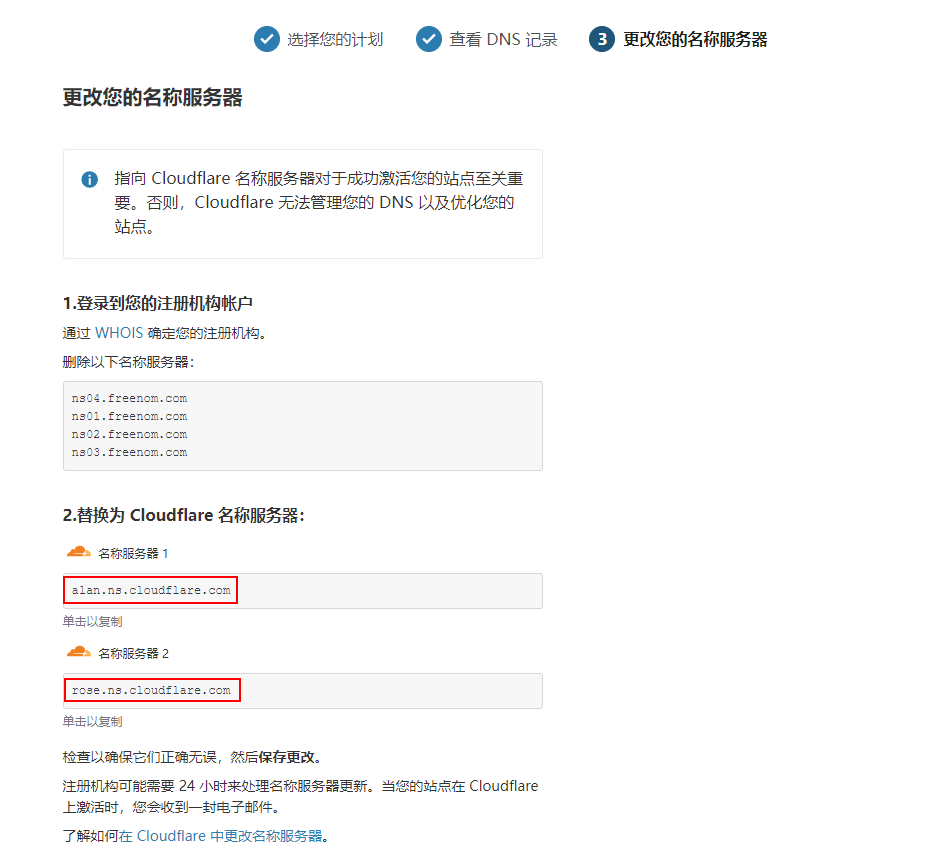 选择您的计划
查看 DNS 记录
3 更改您的名称服务器
更改您的名称服务器
指向 Cloudflare 名称服务器对于成功激活您的站点至关重
要。否则，Cloudflare 无法管理您的 DNS 以及优化您的
站点。
1.登录到您的注册机构帐户
通过 WHOIS 确定您的注册机构。
删除以下名称服务器：
ns04.freenom.com
ns01.freenom.com
ns02.freenom.com
ns03.freenom.com
2.替换为 Cloudflare 名称服务器：
名称服务器 1
alan.ns.cloudflare.com
单击以复制
名称服务器 2
rose.ns.cloudflare.com
单击以复制
检查以确保它们正确无误，然后保存更改。
注册机构可能需要 24 小时来处理名称服务器更新。当您的站点在 Cloudflare
上激活时，您会收到一封电子邮件。
了解如何在 Cloudflare 中更改名称服务器。